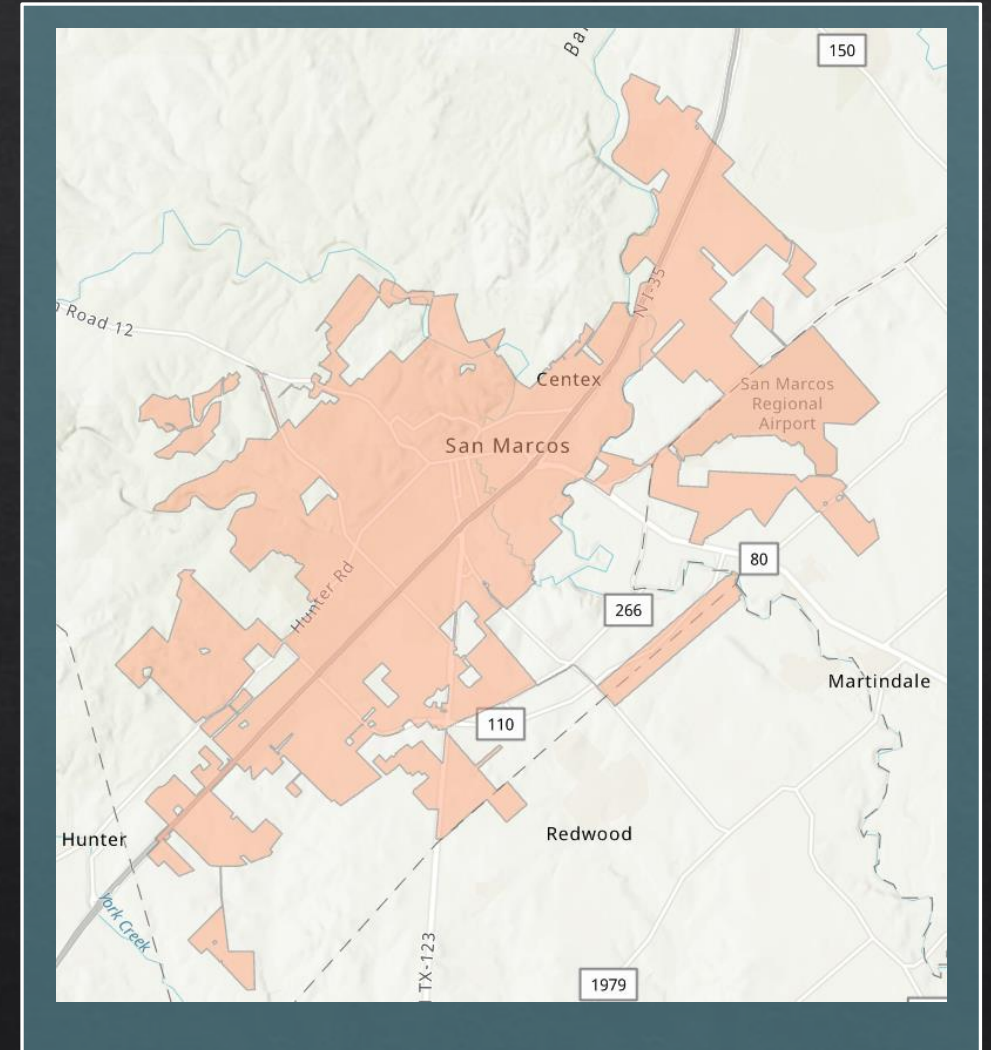 Bl
150
n Road 12
N I-35
Centex
San Marcos
Regional
Airport
San Marcos
Hunter Rd
80
266
Martindale
110
Hunter
Redwood
York Creek
TX-123
1979